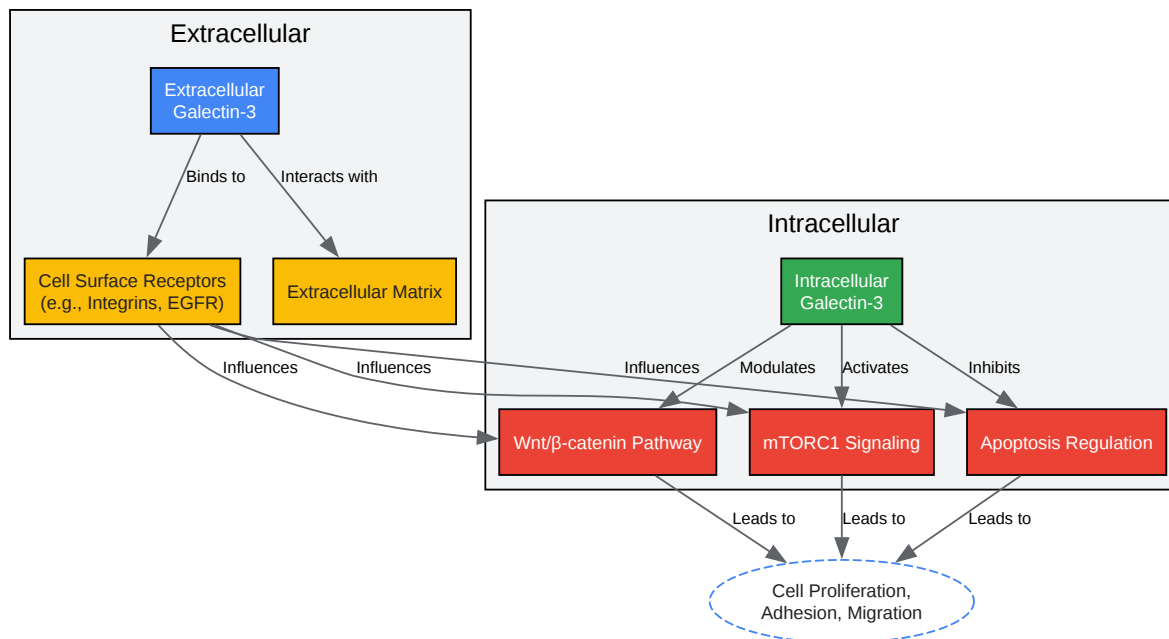 Extracellular
Extracellular
Galectin-3
Binds to
Interacts with
Cell Surface Receptors
(e.g., Integrins, EGFR)
Extracellular Matrix
Intracellular
Intracellular
Galectin-3
Influences
Influences
Influences
Modulates
Activates
Inhibits
Wnt/β-catenin Pathway
mTORC1 Signaling
Apoptosis Regulation
Leads to
Leads to
Leads to
Cell Proliferation,
Adhesion, Migration